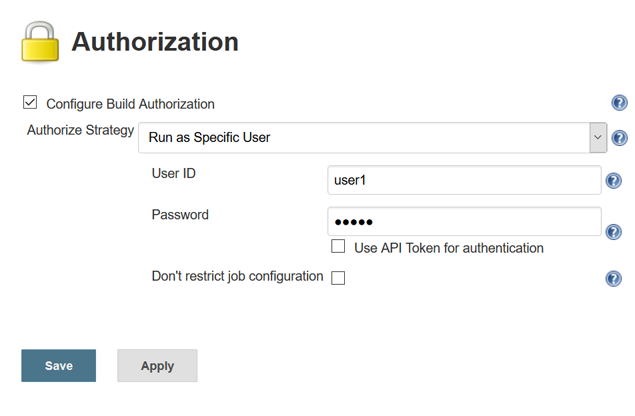 Authorization
Configure Build Authorization
Authorize Strategy Run as Specific User
User ID user1
Password •••••
Use API Token for authentication
Don't restrict job configuration
Save Apply